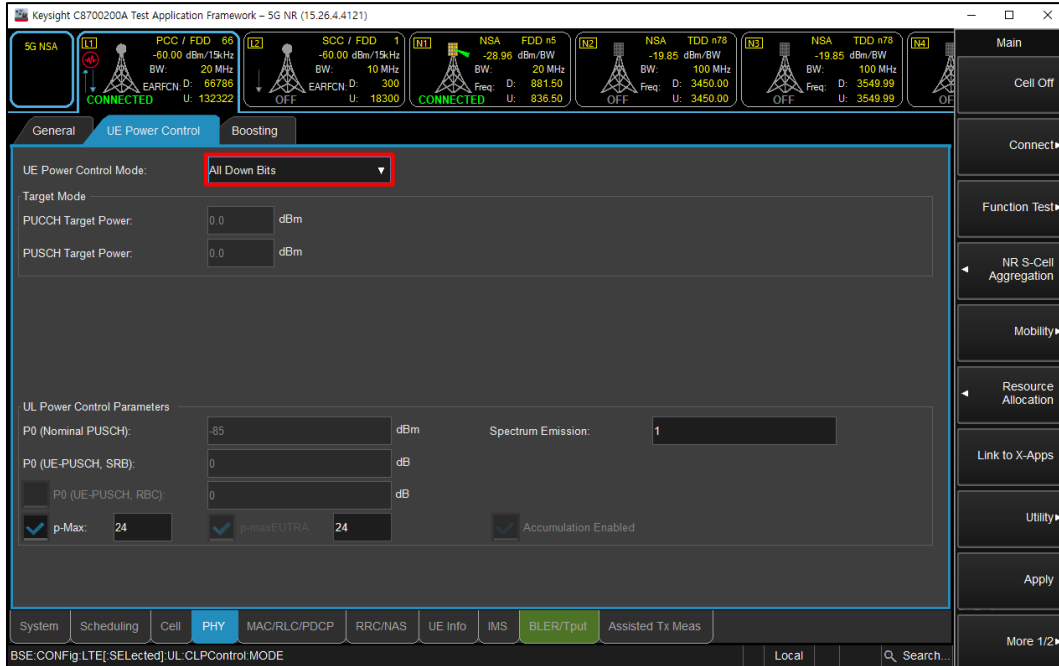 Keysight C8700200A Test Application Framework – 5G NR (15.26.4.4121)
5G NSA
L1
PCC / FDD 66
-60.00 dBm/15kHz
BW: 20 MHz
EARFCN: D: 66786
CONNECTED U: 132322
L2
SCC / FDD 1
-60.00 dBm/15kHz
BW: 10 MHz
EARFCN: D: 300
OFF U: 18300
N1
NSA FDD n5
-28.96 dBm/BW
BW: 20 MHz
Freq: D: 881.50
CONNECTED U: 836.50
N2
NSA TDD n78
-19.85 dBm/BW
BW: 100 MHz
Freq: D: 3450.00
OFF U: 3450.00
N3
NSA TDD n78
-19.85 dBm/BW
BW: 100 MHz
Freq: D: 3549.99
OFF U: 3549.99
N4
General UE Power Control Boosting
UE Power Control Mode: All Down Bits
Target Mode
PUCCH Target Power: 0.0 dBm
PUSCH Target Power: 0.0 dBm
UL Power Control Parameters
P0 (Nominal PUSCH): -85 dBm Spectrum Emission: 1
P0 (UE-PUSCH, SRB): 0 dB
P0 (UE-PUSCH, RBC): 0 dB
p-Max: 24 p-maxEUTRA 24 Accumulation Enabled
System Scheduling Cell PHY MAC/RLC/PDCP RRC/NAS UE Info IMS BLER/Tput Assisted Tx Meas
BSE:CONFig:LTE[:SELected]:UL:CLPControl:MODE Local Search...
Main
Cell Off
Connect
Function Test
NR S-Cell
Aggregation
Mobility
Resource
Allocation
Link to X-Apps
Utility
Apply
More 1/2